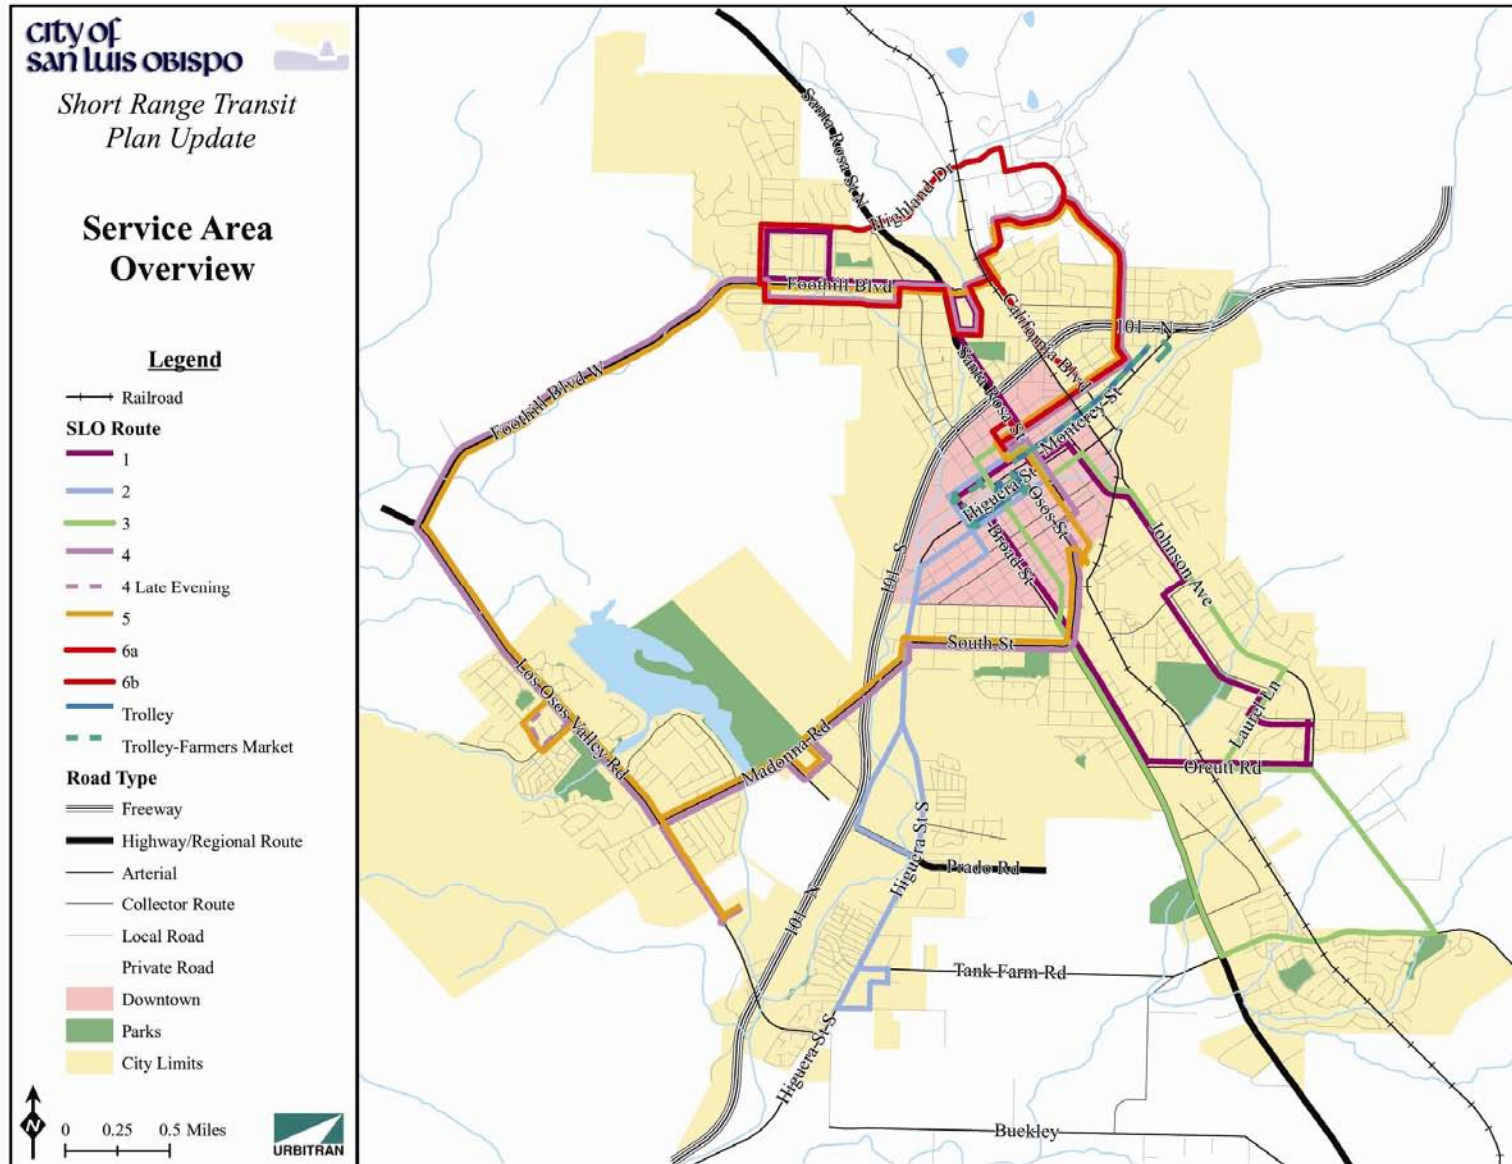 city of
san luis obispo
Short Range Transit
Plan Update
Service Area
Overview
Legend
Railroad
SLO Route
1
2
3
4
4 Late Evening
5
6a
6b
Trolley
Trolley-Farmers Market
Road Type
Freeway
Highway/Regional Route
Arterial
Collector Route
Local Road
Private Road
Downtown
Parks
City Limits
N
0 0.25 0.5 Miles
URBITRAN
Santa Rosa St N
Highland Dr
Foothill Blvd
California Blvd
101 - N
Foothill Blvd W
Santa Rosa St
Monterey St
Higuera St
Osos St
Broad St
Johnson Ave
101 - S
South St
Los Osos Valley Rd
Madonna Rd
Laurel Ln
Orcutt Rd
Higuera St S
Prado Rd
101 - N
Tank Farm Rd
Higuera St S
Buckley